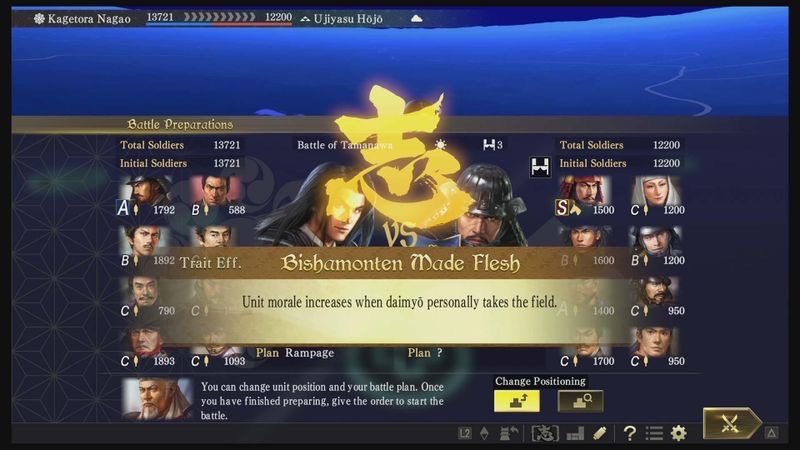 Kagetora Nagao 13721 12200 Ujiyasu Hōjō
Battle Preparations
Total Soldiers 13721 Battle of Tamanawa 3 Total Soldiers 12200
Initial Soldiers 13721 Initial Soldiers 12200
志
VS
A 1792 B 588 S 1500 C 1200
B 1892 B 1600 B 1200
Trait Eff. Bishamonten Made Flesh
Unit morale increases when daimyō personally takes the field.
C 790 C A 1400 C 950
C 1893 C 1093 C 1700 C 950
Plan Rampage Plan ?
You can change unit position and your battle plan. Once
you have finished preparing, give the order to start the
battle.
Change Positioning
L2 志 ?